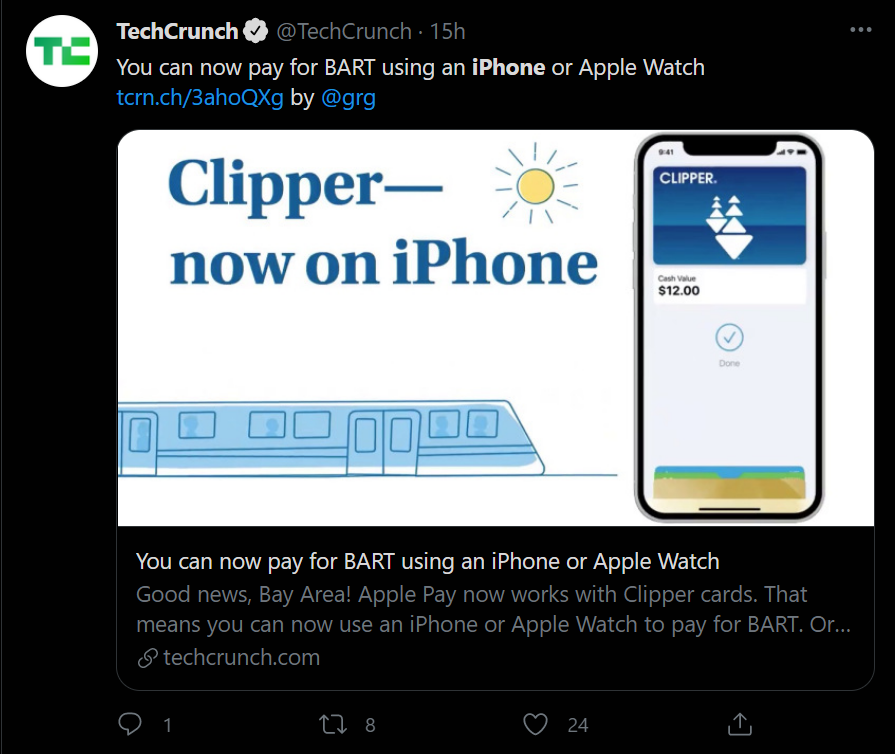 TechCrunch @TechCrunch · 15h
You can now pay for BART using an iPhone or Apple Watch
tcrn.ch/3ahoQXg by @grg
TC
Clipper—
now on iPhone
9:41
CLIPPER.
Cash Value
$12.00
Done
You can now pay for BART using an iPhone or Apple Watch
Good news, Bay Area! Apple Pay now works with Clipper cards. That
means you can now use an iPhone or Apple Watch to pay for BART. Or...
techcrunch.com
1 8 24